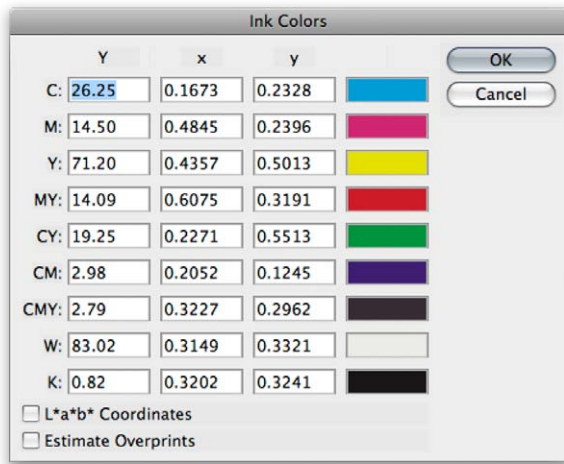 Ink Colors
Y x y
OK
C: 26.25 0.1673 0.2328
Cancel
M: 14.50 0.4845 0.2396
Y: 71.20 0.4357 0.5013
MY: 14.09 0.6075 0.3191
CY: 19.25 0.2271 0.5513
CM: 2.98 0.2052 0.1245
CMY: 2.79 0.3227 0.2962
W: 83.02 0.3149 0.3321
K: 0.82 0.3202 0.3241
L*a*b* Coordinates
Estimate Overprints